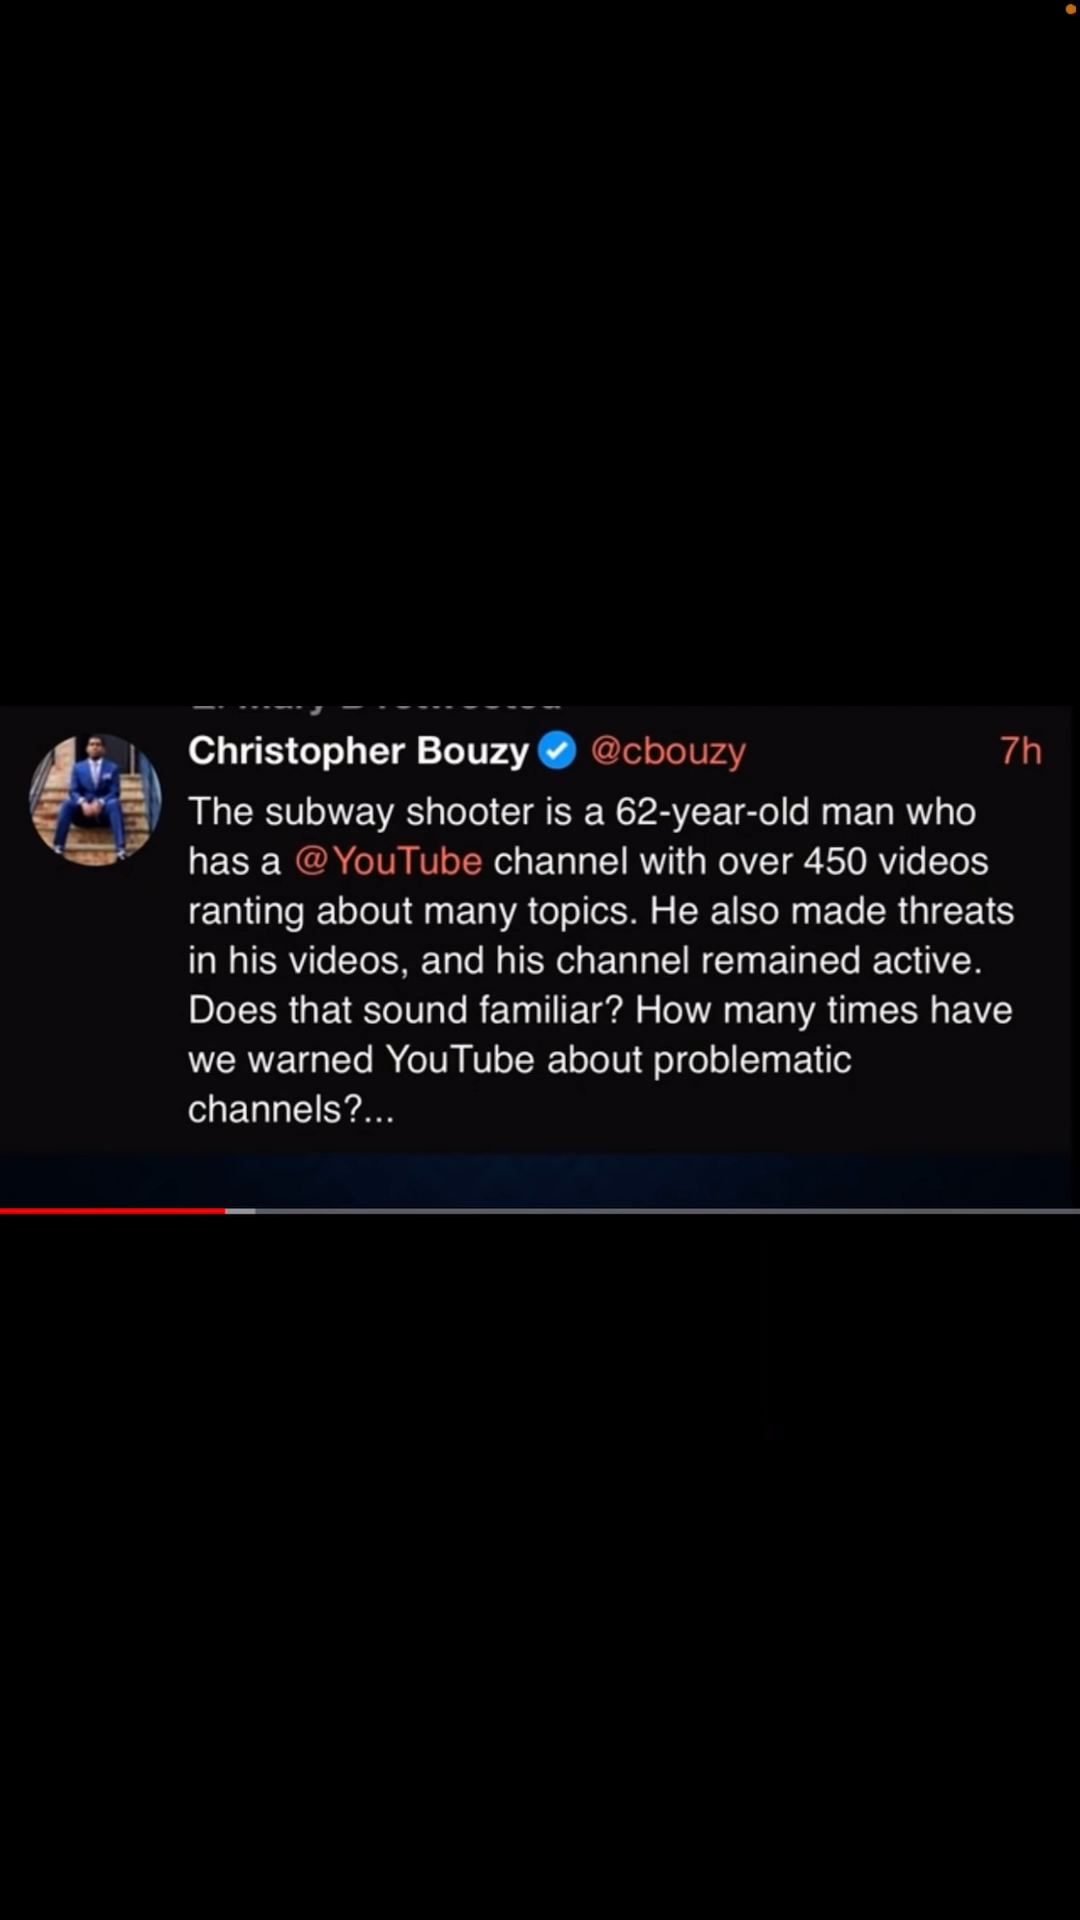 Christopher Bouzy @cbouzy 7h
The subway shooter is a 62-year-old man who
has a @YouTube channel with over 450 videos
ranting about many topics. He also made threats
in his videos, and his channel remained active.
Does that sound familiar? How many times have
we warned YouTube about problematic
channels?...